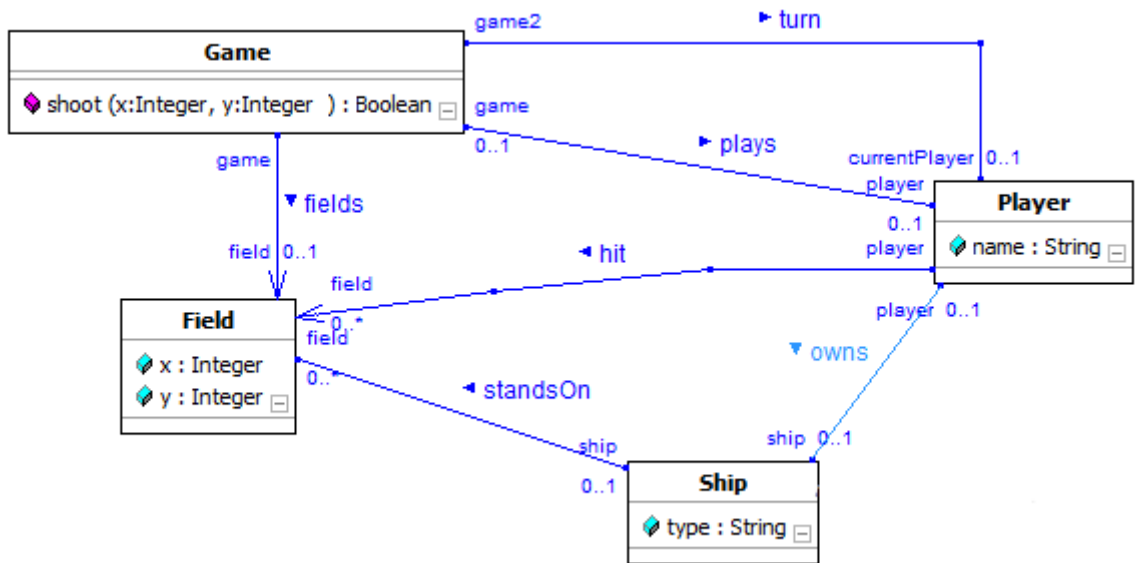 game2
turn
Game
shoot (x:Integer, y:Integer ) : Boolean
game
0..1
plays
game
currentPlayer 0..1
player
0..1
Player
name : String
fields
field 0..1
hit
player
field
0..*
player 0..1
Field
x : Integer
y : Integer
field
0..*
owns
standsOn
ship 0..1
ship
0..1
Ship
type : String